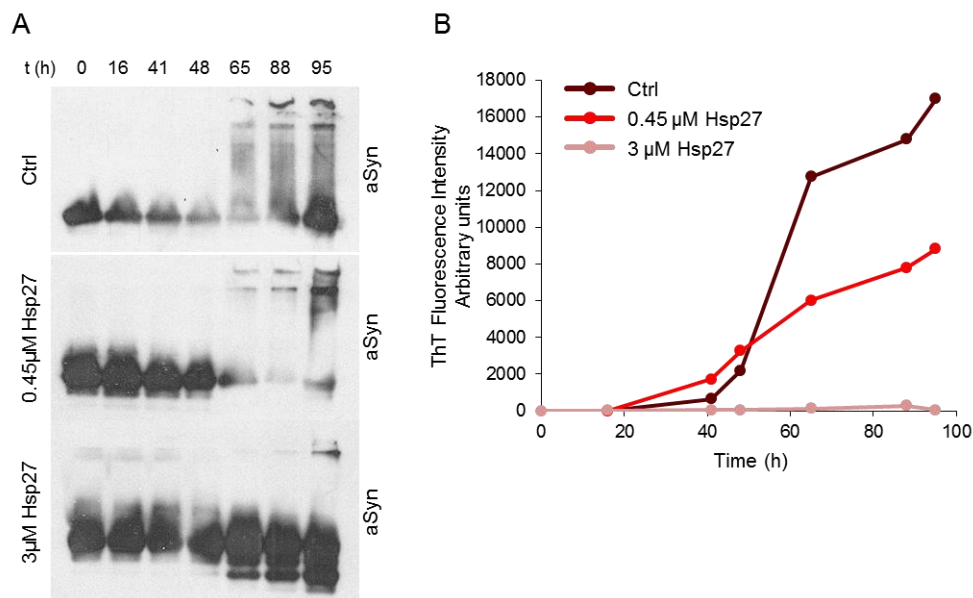 A
t (h) 0 16 41 48 65 88 95
Ctrl
aSyn
0.45μM Hsp27
aSyn
3μM Hsp27
aSyn
B
Ctrl
0.45 μM Hsp27
3 μM Hsp27
ThT Fluorescence Intensity
Arbitrary units
18000
16000
14000
12000
10000
8000
6000
4000
2000
0
0 20 40 60 80 100
Time (h)